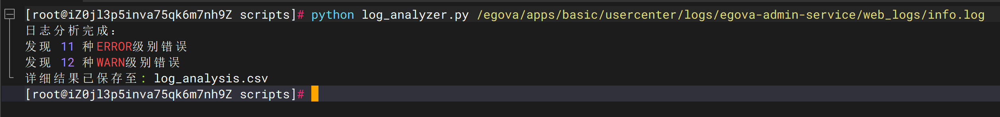 [root@iZ0jl3p5inva75qk6m7nh9Z scripts]# python log_analyzer.py /egova/apps/basic/usercenter/logs/egova-admin-service/web_logs/info.log
日志分析完成：
发现 11 种ERROR级别错误
发现 12 种WARN级别错误
详细结果已保存至: log_analysis.csv
[root@iZ0jl3p5inva75qk6m7nh9Z scripts]#